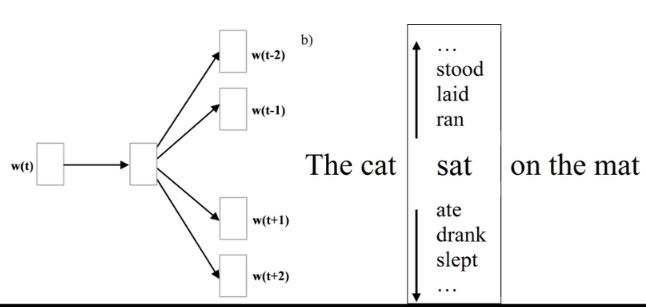 w(t-2)
b)
w(t-1)
w(t)
w(t+1)
w(t+2)
…
stood
laid
ran
The cat sat on the mat
ate
drank
slept
…